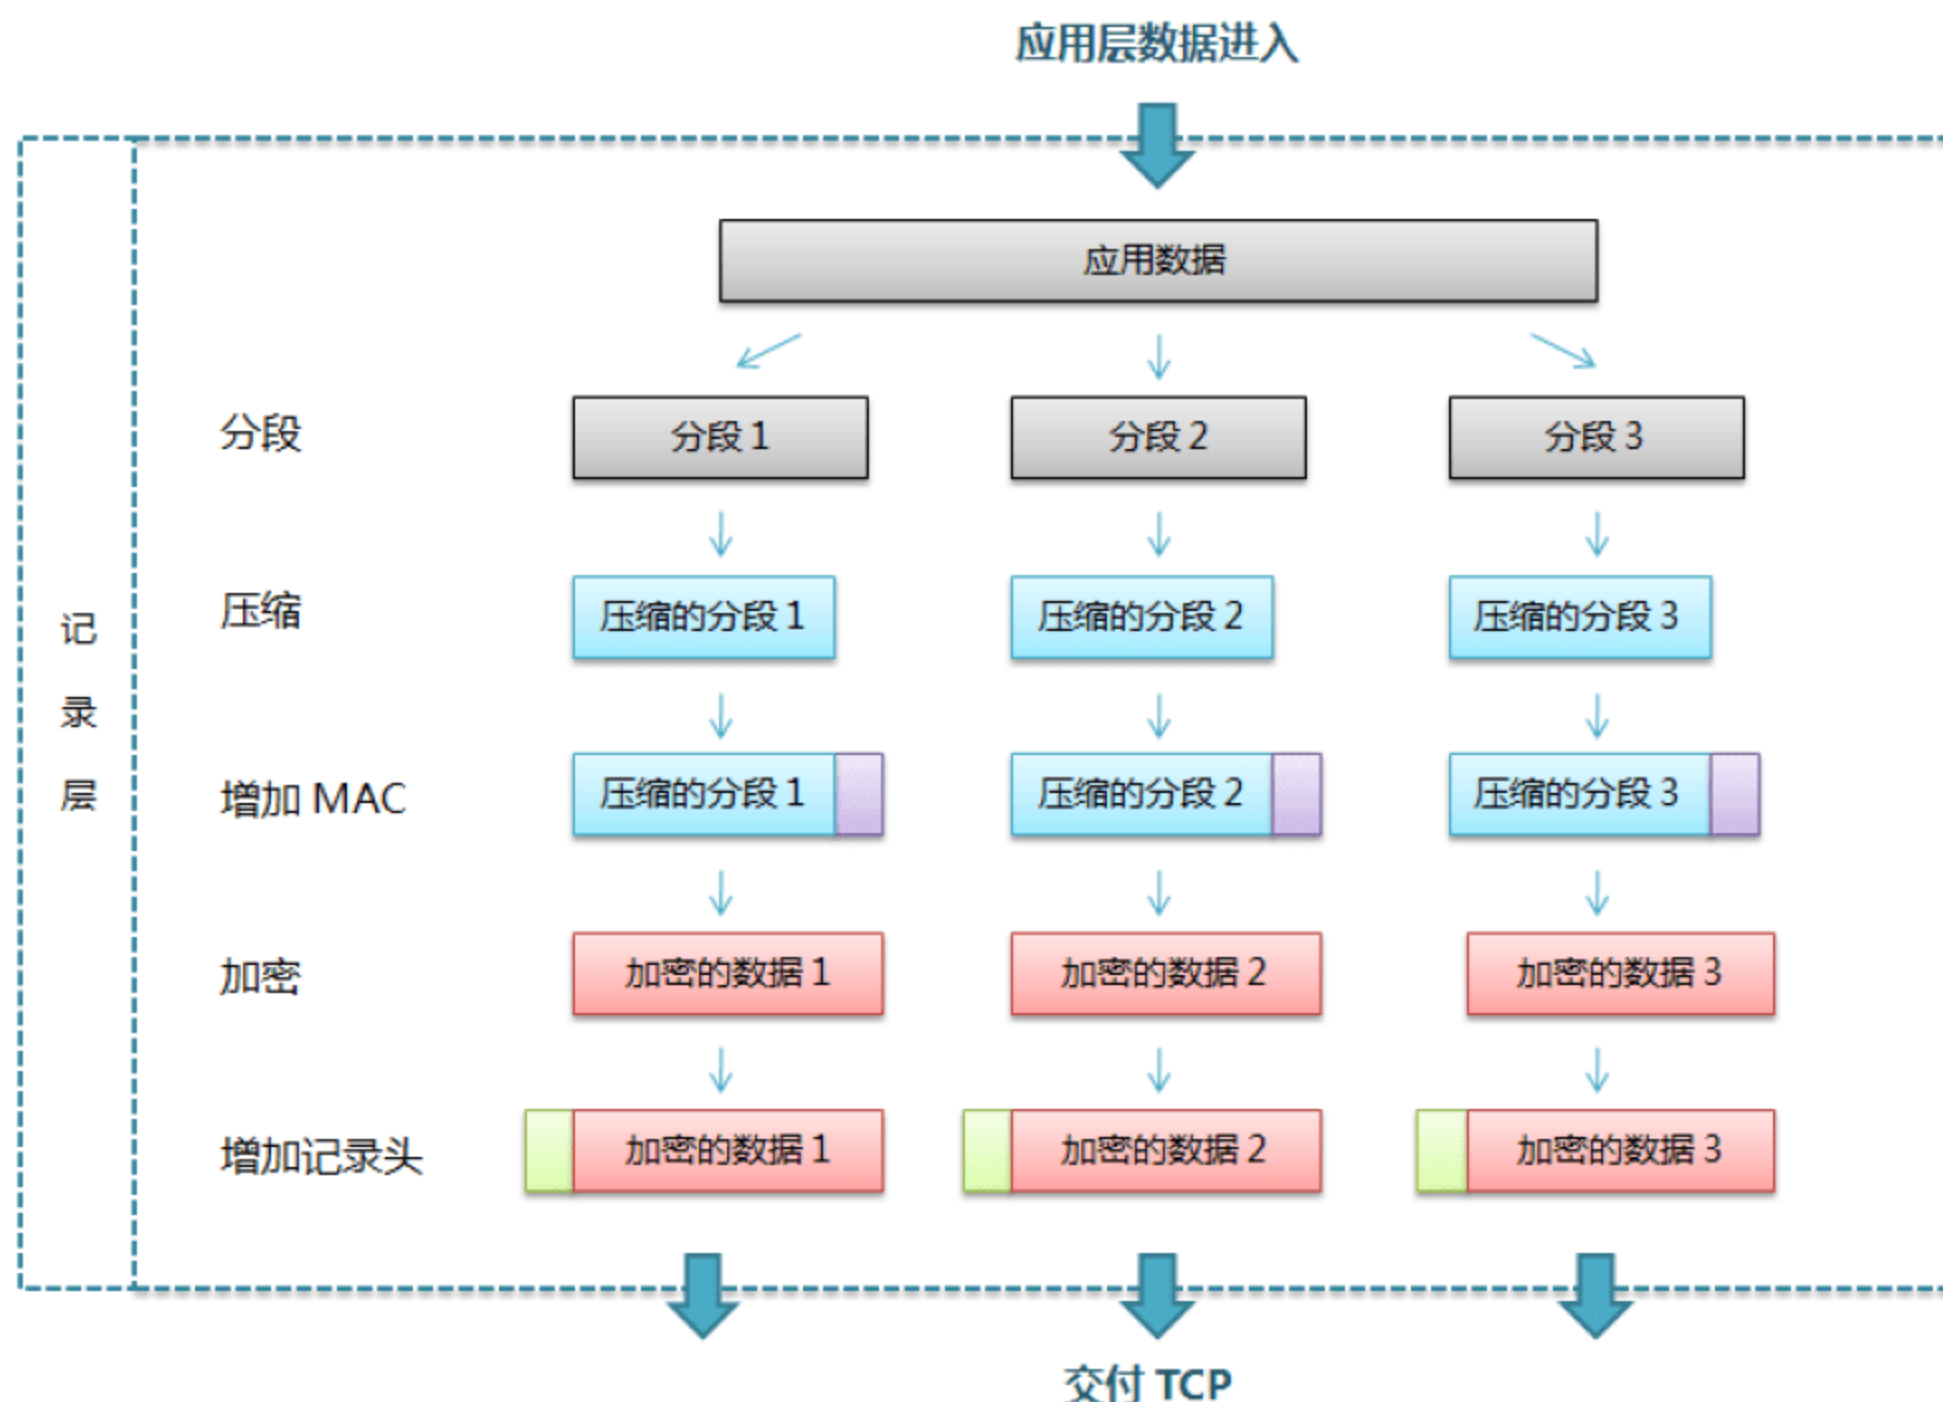 应用层数据进入
应用数据
分段
分段 1
分段 2
分段 3
压缩
压缩的分段 1
压缩的分段 2
压缩的分段 3
记
录
层
增加 MAC
压缩的分段 1
压缩的分段 2
压缩的分段 3
加密
加密的数据 1
加密的数据 2
加密的数据 3
增加记录头
加密的数据 1
加密的数据 2
加密的数据 3
交付 TCP